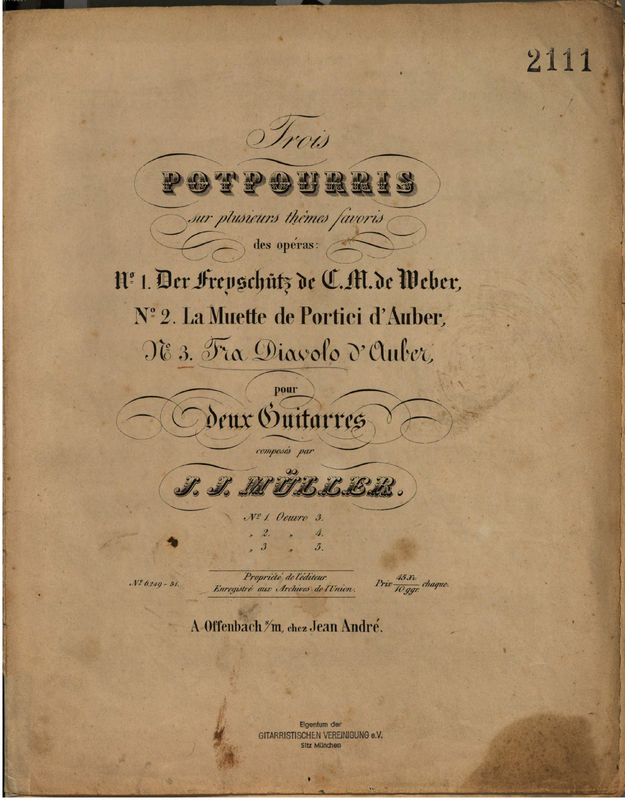 2111
Trois
POTPOURRIS
sur plusieurs thèmes favoris
des opéras:
No. 1. Der Freyschütz de C. M. de Weber,
No. 2. La Muette de Portici d'Auber,
No. 3. Fra Diavolo d'Auber,
pour
deux Guitarres
composés par
J. J. MÜLLER.
No. 1. Oeuvre 3.
„ 2. „ 4.
„ 3 „ 5.
No. 6249-51.
Propriété de l'éditeur
Enregistré aux Archives de l'Union.
Prix 45 Xr. / 10 ggr. chaque.
A Offenbach s/m, chez Jean André.
Eigentum der
GITARRISTISCHEN VEREINIGUNG e.V.
Sitz München